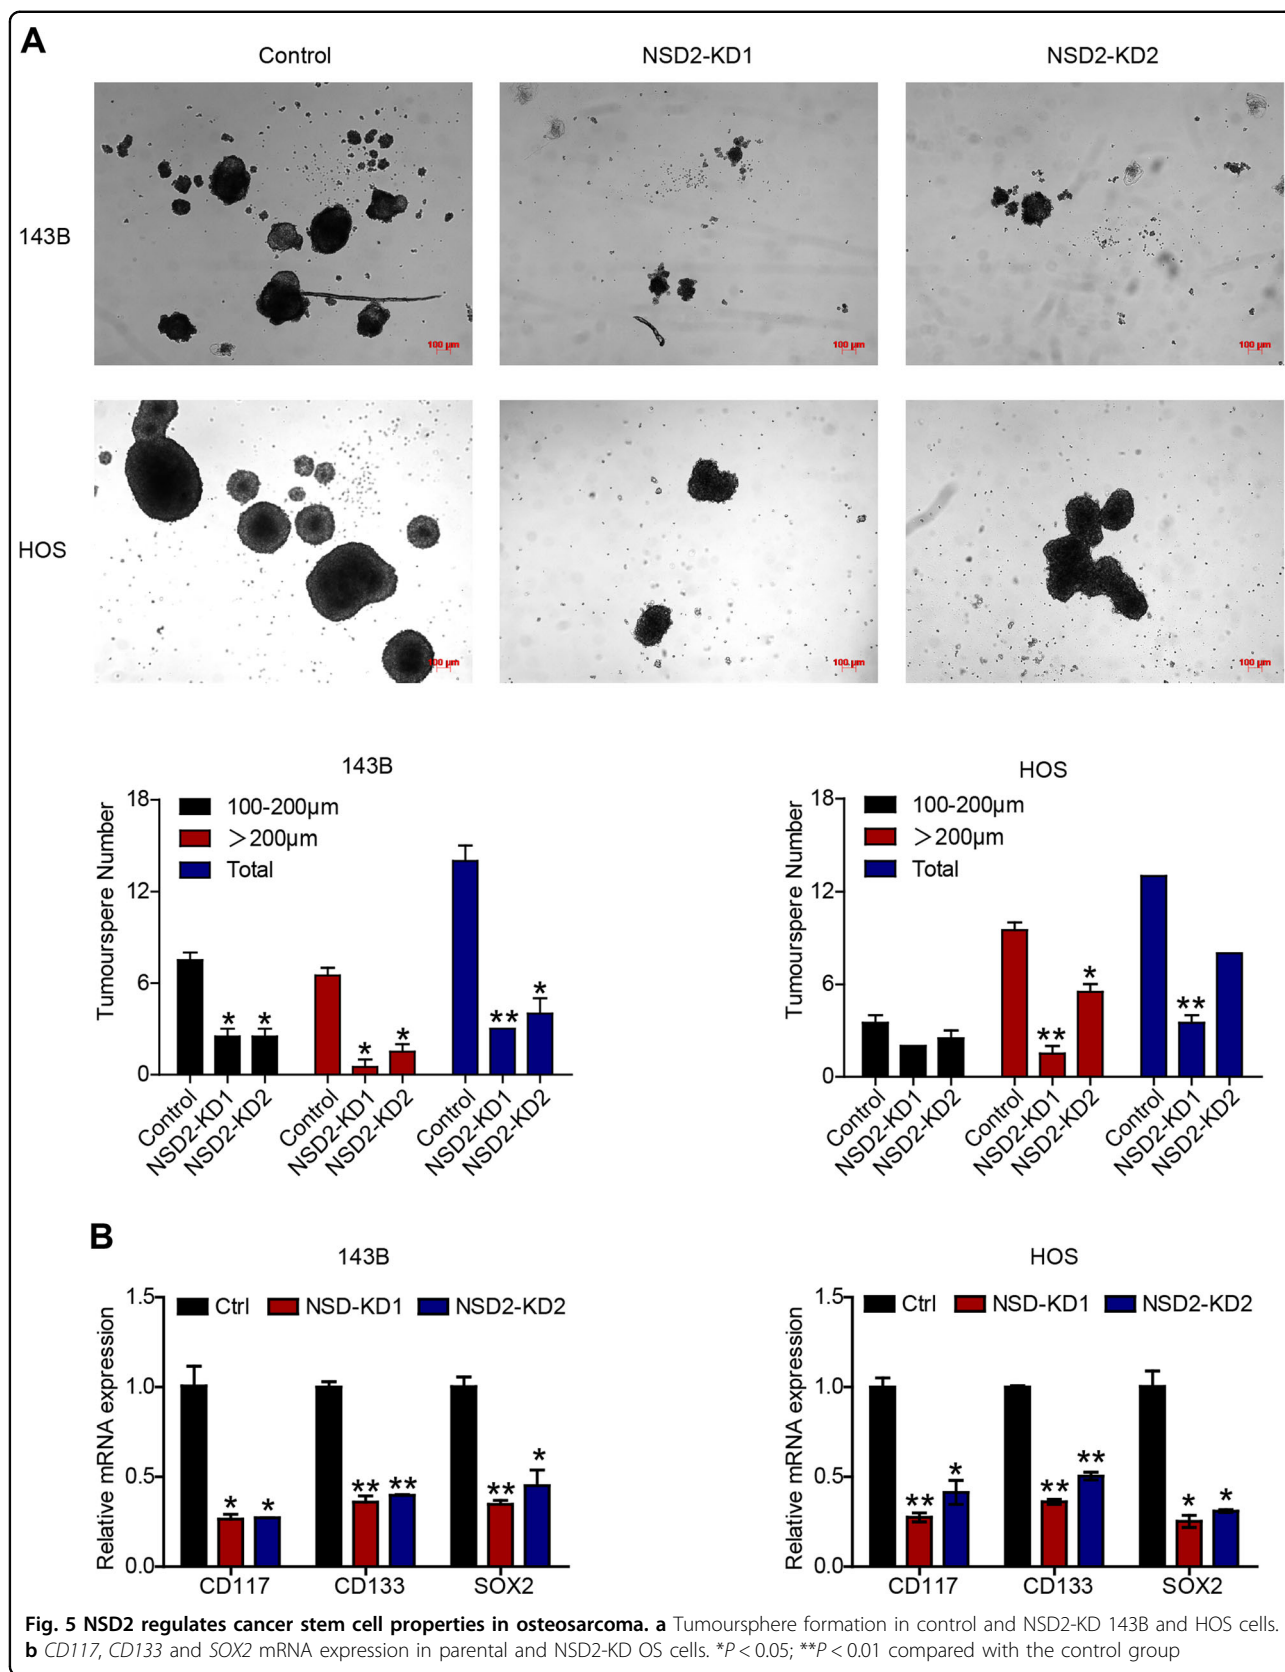 A
Control NSD2-KD1 NSD2-KD2
143B
100 µm 100 µm 100 µm
HOS
100 µm 100 µm 100 µm
143B
Tumourspere Number
18
12
6
0
100-200µm
>200µm
Total
* * * * ** *
Control NSD2-KD1 NSD2-KD2 Control NSD2-KD1 NSD2-KD2 Control NSD2-KD1 NSD2-KD2
HOS
Tumourspere Number
18
12
6
0
100-200µm
>200µm
Total
** * **
Control NSD2-KD1 NSD2-KD2 Control NSD2-KD1 NSD2-KD2 Control NSD2-KD1 NSD2-KD2
B
143B
Relative mRNA expression
1.5
1.0
0.5
0.0
Ctrl NSD-KD1 NSD2-KD2
* * ** ** ** *
CD117 CD133 SOX2
HOS
Relative mRNA expression
1.5
1.0
0.5
0.0
Ctrl NSD-KD1 NSD2-KD2
** * ** ** * *
CD117 CD133 SOX2
Fig. 5 NSD2 regulates cancer stem cell properties in osteosarcoma. a Tumoursphere formation in control and NSD2-KD 143B and HOS cells.
b CD117, CD133 and SOX2 mRNA expression in parental and NSD2-KD OS cells. *P < 0.05; **P < 0.01 compared with the control group